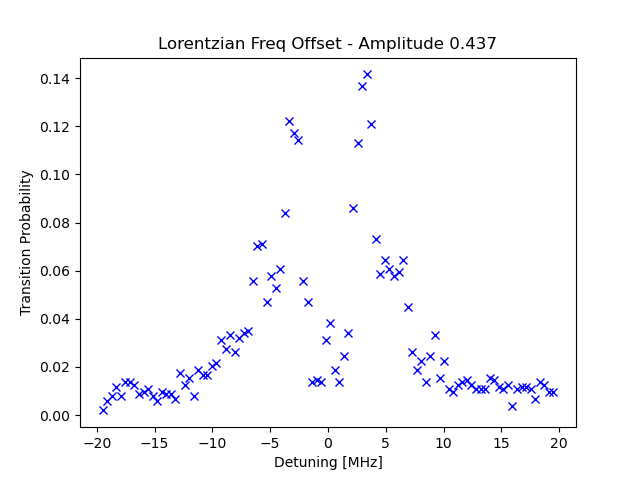 Lorentzian Freq Offset - Amplitude 0.437
0.14
0.12
0.10
0.08
0.06
0.04
0.02
0.00
Transition Probability
−20 −15 −10 −5 0 5 10 15 20
Detuning [MHz]